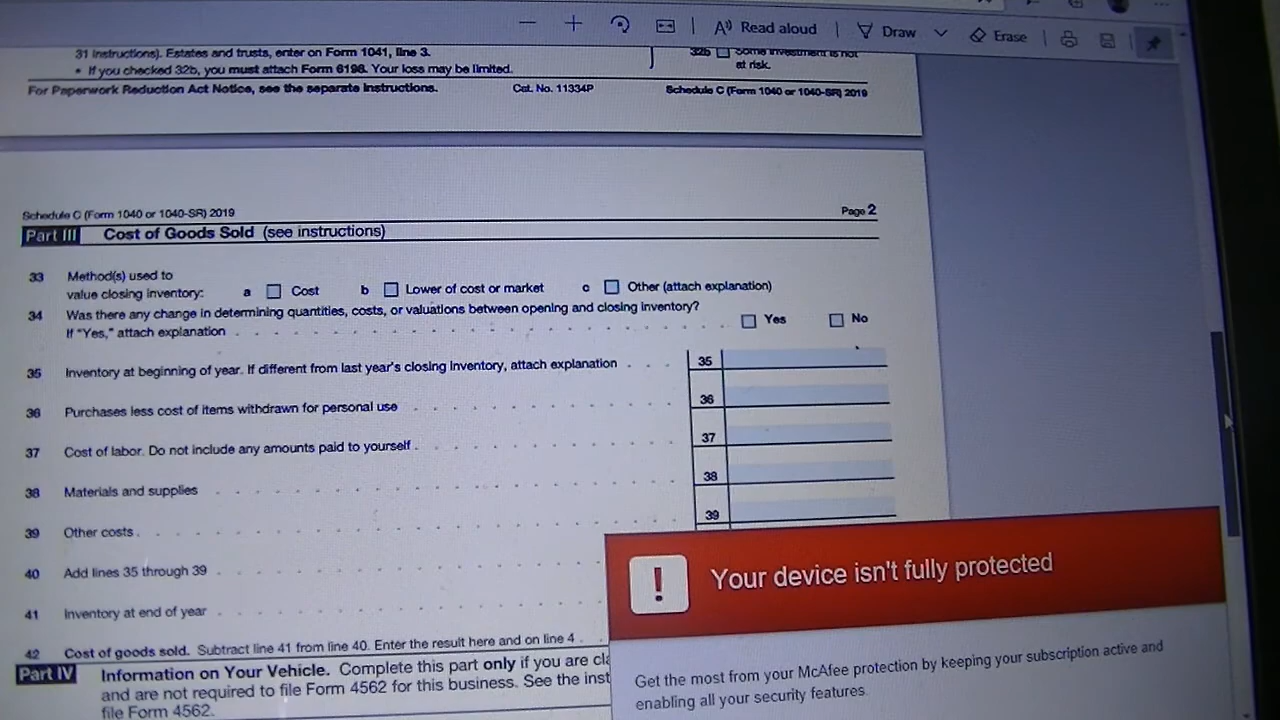 Read aloud
Draw
Erase
31 instructions). Estates and trusts, enter on Form 1041, line 3.
• If you checked 32b, you must attach Form 6198. Your loss may be limited.
32b Some investment is not
at risk.
For Paperwork Reduction Act Notice, see the separate instructions. Cat. No. 11334P Schedule C (Form 1040 or 1040-SR) 2019
Schedule C (Form 1040 or 1040-SR) 2019 Page 2
Part III Cost of Goods Sold (see instructions)
33 Method(s) used to
value closing inventory: a Cost b Lower of cost or market c Other (attach explanation)
34 Was there any change in determining quantities, costs, or valuations between opening and closing inventory?
If "Yes," attach explanation . . . . . . . . . . . . . . . . . . . . . Yes No
35 Inventory at beginning of year. If different from last year's closing inventory, attach explanation . . . 35
36 Purchases less cost of items withdrawn for personal use . . . . . . . . . . 36
37 Cost of labor. Do not include any amounts paid to yourself . . . . . . . . . . 37
38 Materials and supplies . . . . . . . . . . . . . . . . 38
39 Other costs . . . . . . . . . . . . . . . . . . 39
40 Add lines 35 through 39 . . . . . . . . . . . . .
41 Inventory at end of year . . . . . . . . . . . . .
42 Cost of goods sold. Subtract line 41 from line 40. Enter the result here and on line 4 .
Part IV Information on Your Vehicle. Complete this part only if you are
and are not required to file Form 4562 for this business. See the
file Form 4562.
! Your device isn't fully protected
Get the most from your McAfee protection by keeping your subscription active and
enabling all your security features.